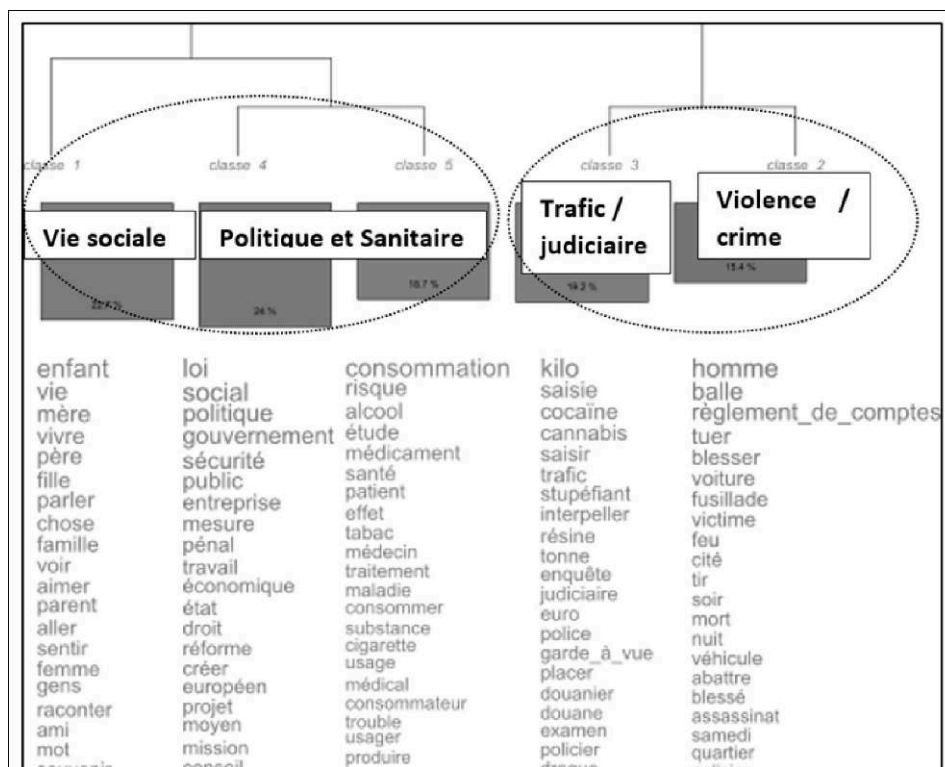 classe 1
classe 4
classe 5
classe 3
classe 2
Vie sociale
Politique et Sanitaire
Trafic /
judiciaire
Violence /
crime
24 %
18.7 %
19.2 %
15.4 %
enfant
vie
mère
vivre
père
fille
parler
chose
famille
voir
aimer
parent
aller
sentir
femme
gens
raconter
ami
mot
loi
social
politique
gouvernement
sécurité
public
entreprise
mesure
pénal
travail
économique
état
droit
réforme
créer
européen
projet
moyen
mission
conseil
consommation
risque
alcool
étude
médicament
santé
patient
effet
tabac
médecin
traitement
maladie
consommer
substance
cigarette
usage
médical
consommateur
trouble
usager
produire
kilo
saisie
cocaïne
cannabis
saisir
trafic
stupéfiant
interpeller
résine
tonne
enquête
judiciaire
euro
police
garde_à_vue
placer
douanier
douane
examen
policier
homme
balle
règlement_de_comptes
tuer
blesser
voiture
fusillade
victime
feu
cité
tir
soir
mort
nuit
véhicule
abattre
blessé
assassinat
samedi
quartier